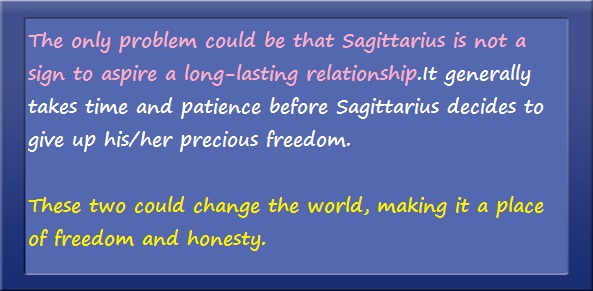 The only problem could be that Sagittarius is not a
sign to aspire a long-lasting relationship.It generally
takes time and patience before Sagittarius decides to
give up his/her precious freedom.
These two could change the world, making it a place
of freedom and honesty.